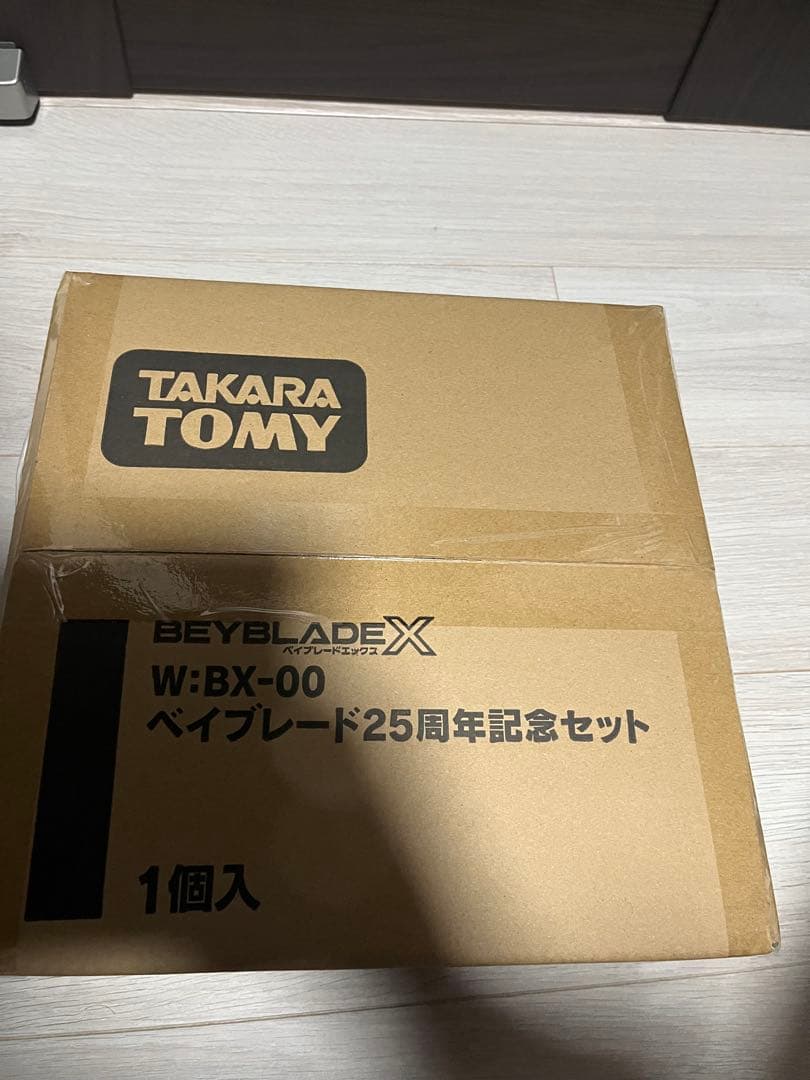 TAKARA
TOMY
BEYBLADE X
ベイブレードエックス
W:BX-00
ベイブレード25周年記念セット
1個入